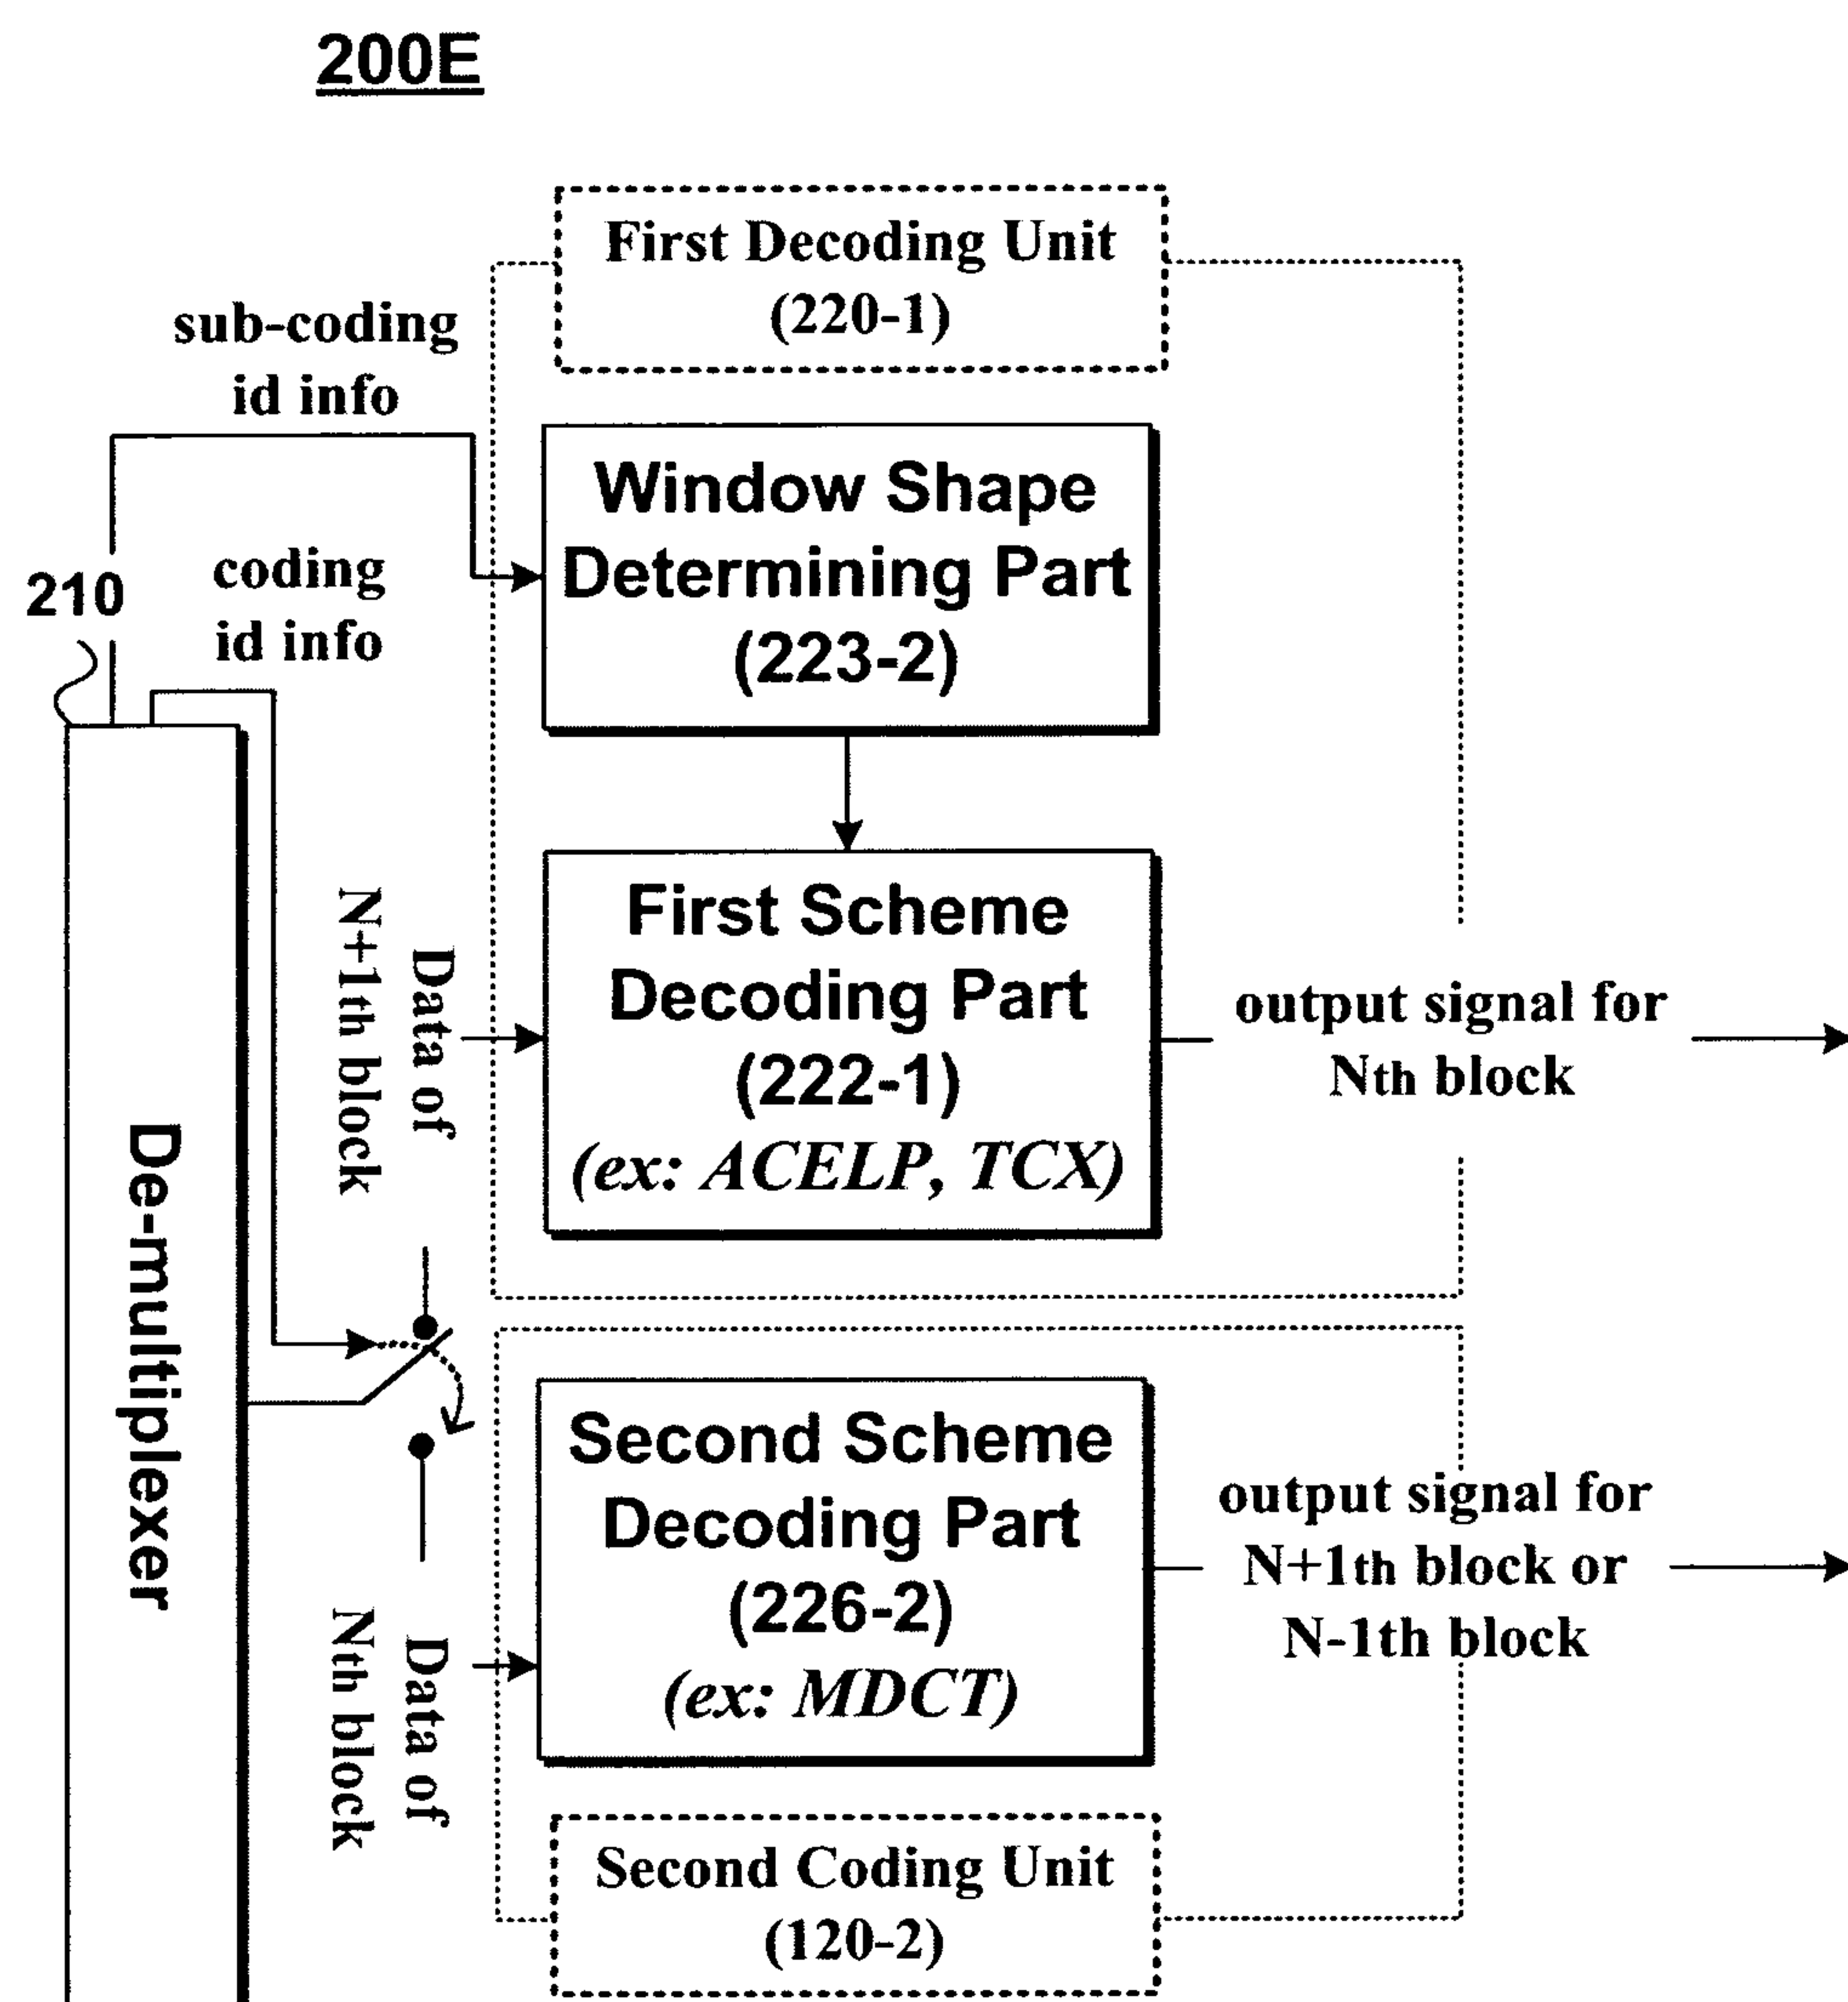 200E
First Decoding Unit
(220-1)
sub-coding
id info
Window Shape
Determining Part
(223-2)
210
coding
id info
First Scheme
Decoding Part
(222-1)
(ex: ACELP, TCX)
Data of
N+1th block
output signal for
Nth block
De-multiplexer
Second Scheme
Decoding Part
(226-2)
(ex: MDCT)
Data of
Nth block
output signal for
N+1th block or
N-1th block
Second Coding Unit
(120-2)